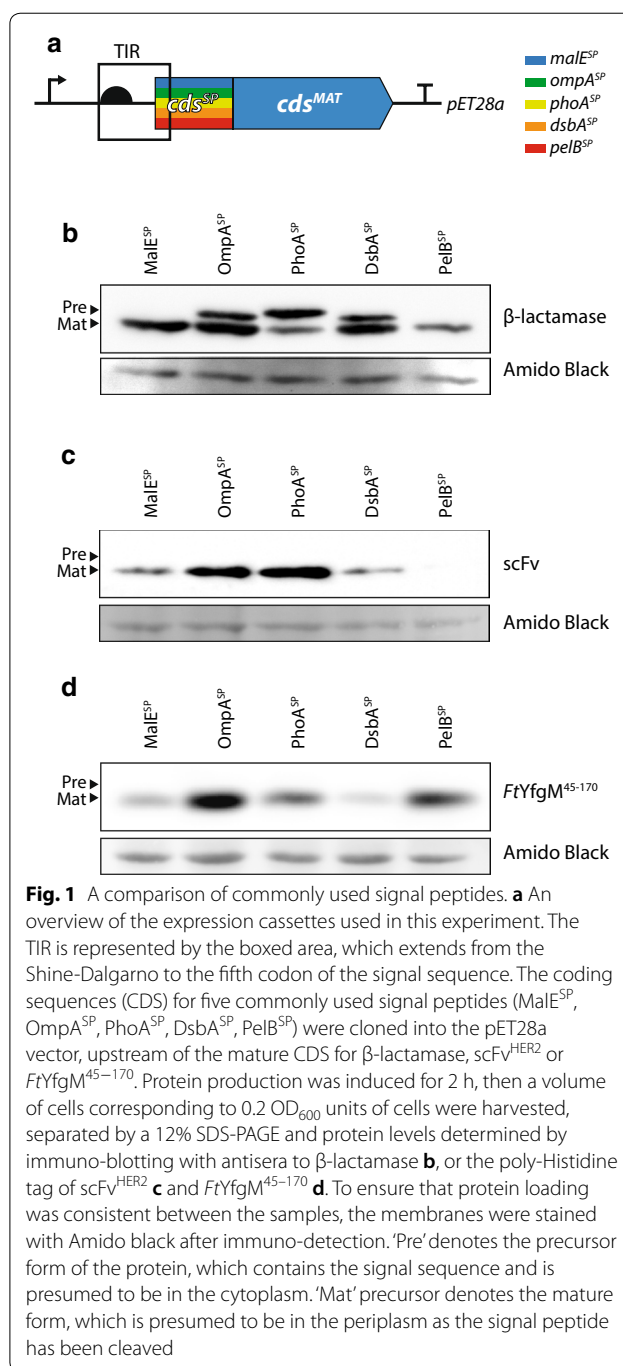 a
TIR
cds^SP
cds^MAT
pET28a
malE^SP
ompA^SP
phoA^SP
dsbA^SP
pelB^SP
b
MalE^SP OmpA^SP PhoA^SP DsbA^SP PelB^SP
Pre
Mat
β-lactamase
Amido Black
c
MalE^SP OmpA^SP PhoA^SP DsbA^SP PelB^SP
Pre
Mat
scFv
Amido Black
d
MalE^SP OmpA^SP PhoA^SP DsbA^SP PelB^SP
Pre
Mat
FtYfgM^45-170
Amido Black
Fig. 1 A comparison of commonly used signal peptides. a An
overview of the expression cassettes used in this experiment. The
TIR is represented by the boxed area, which extends from the
Shine-Dalgarno to the fifth codon of the signal sequence. The coding
sequences (CDS) for five commonly used signal peptides (MalE^SP,
OmpA^SP, PhoA^SP, DsbA^SP, PelB^SP) were cloned into the pET28a
vector, upstream of the mature CDS for β-lactamase, scFv^HER2 or
FtYfgM^45−170. Protein production was induced for 2 h, then a volume
of cells corresponding to 0.2 OD_600 units of cells were harvested,
separated by a 12% SDS-PAGE and protein levels determined by
immuno-blotting with antisera to β-lactamase b, or the poly-Histidine
tag of scFv^HER2 c and FtYfgM^45–170 d. To ensure that protein loading
was consistent between the samples, the membranes were stained
with Amido black after immuno-detection. ‘Pre’ denotes the precursor
form of the protein, which contains the signal sequence and is
presumed to be in the cytoplasm. ‘Mat’ precursor denotes the mature
form, which is presumed to be in the periplasm as the signal peptide
has been cleaved